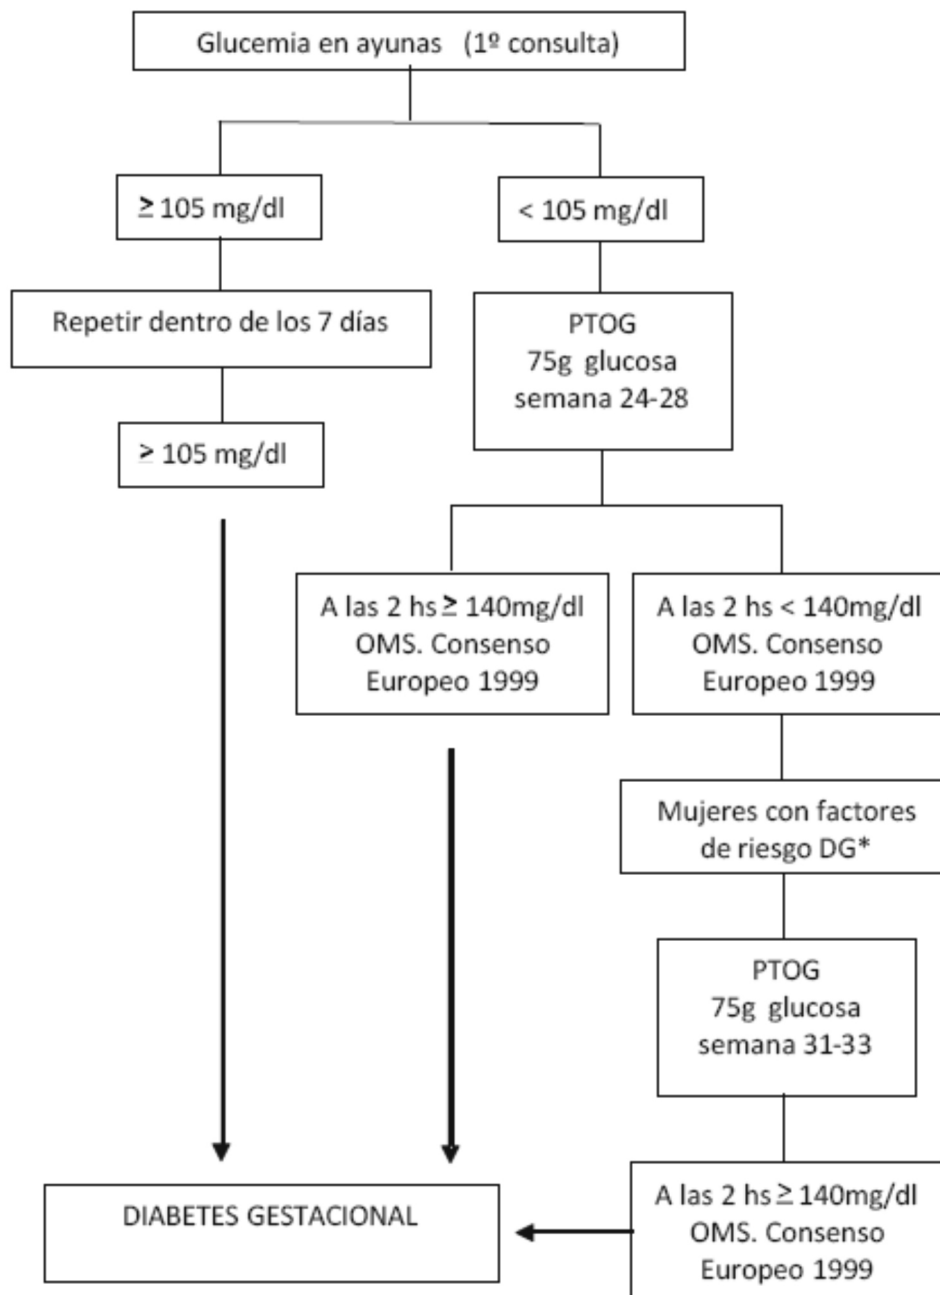 Glucemia en ayunas (1º consulta)
≥ 105 mg/dl
< 105 mg/dl
Repetir dentro de los 7 días
PTOG
75g glucosa
semana 24-28
≥ 105 mg/dl
A las 2 hs ≥ 140mg/dl
OMS. Consenso
Europeo 1999
A las 2 hs < 140mg/dl
OMS. Consenso
Europeo 1999
Mujeres con factores
de riesgo DG*
PTOG
75g glucosa
semana 31-33
A las 2 hs ≥ 140mg/dl
OMS. Consenso
Europeo 1999
DIABETES GESTACIONAL